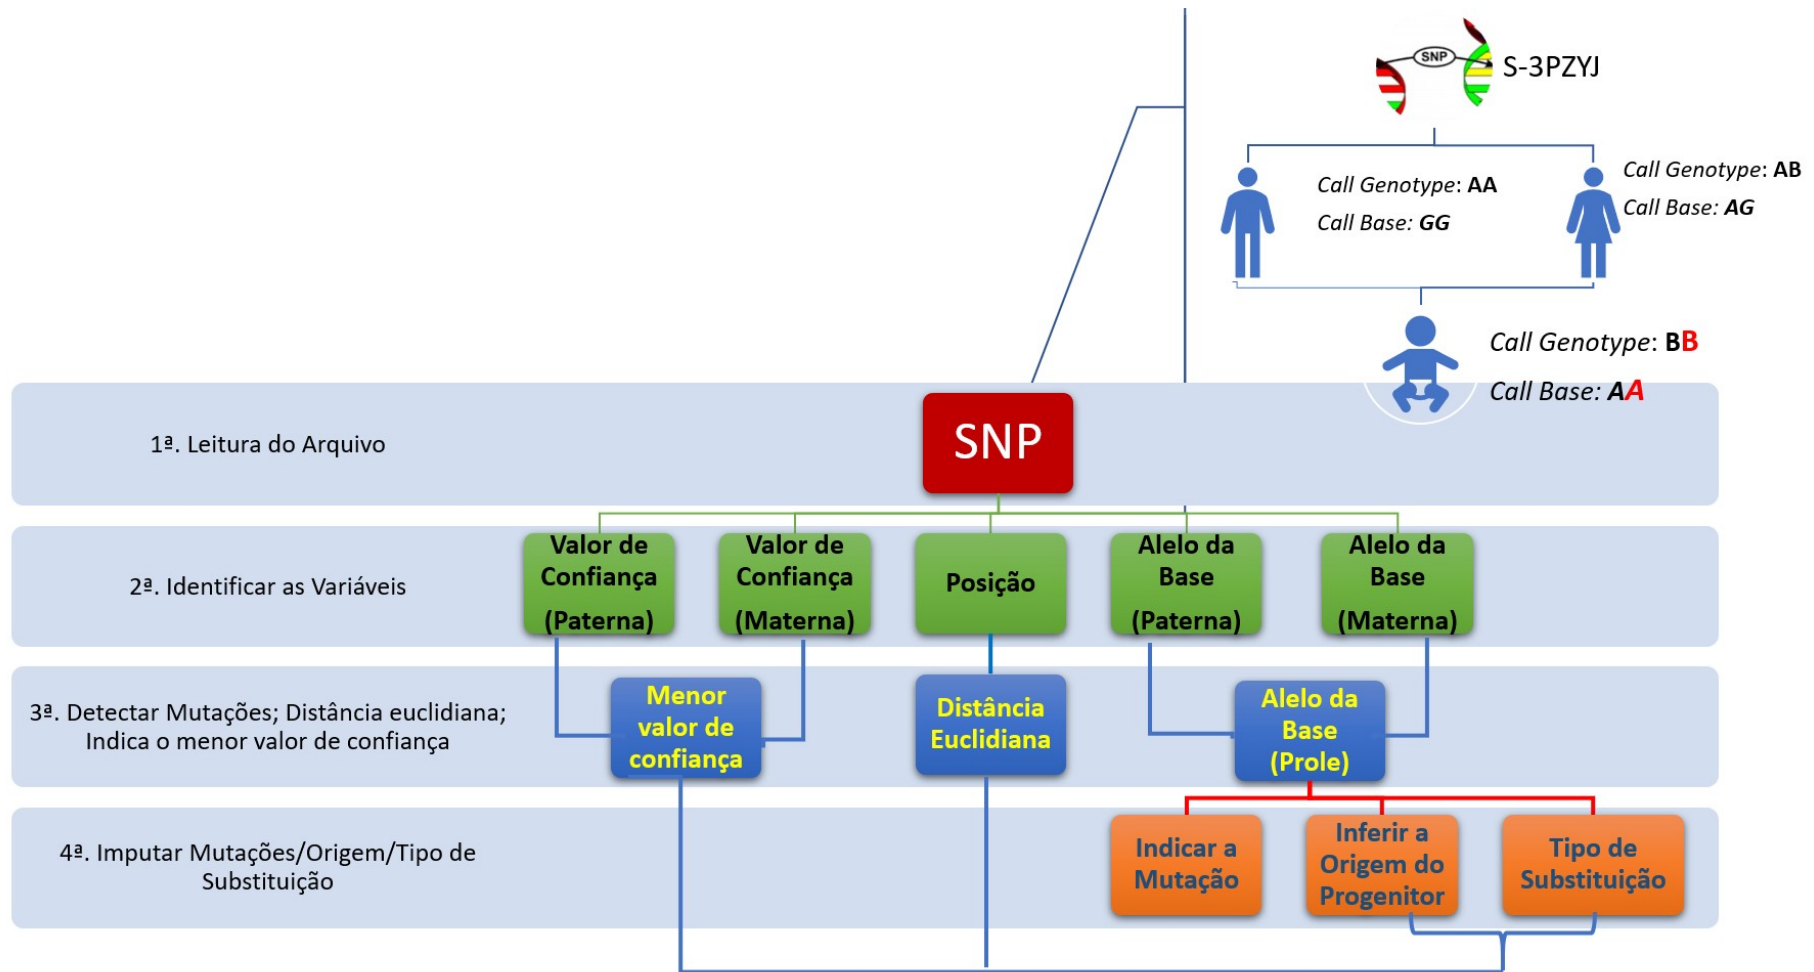 SNP
S-3PZYJ
Call Genotype: AA
Call Base: GG
Call Genotype: AB
Call Base: AG
Call Genotype: BB
Call Base: AA
1ª. Leitura do Arquivo
SNP
2ª. Identificar as Variáveis
Valor de
Confiança
(Paterna)
Valor de
Confiança
(Materna)
Posição
Alelo da
Base
(Paterna)
Alelo da
Base
(Materna)
3ª. Detectar Mutações; Distância euclidiana;
Indica o menor valor de confiança
Menor
valor de
confiança
Distância
Euclidiana
Alelo da
Base
(Prole)
4ª. Imputar Mutações/Origem/Tipo de
Substituição
Indicar a
Mutação
Inferir a
Origem do
Progenitor
Tipo de
Substituição